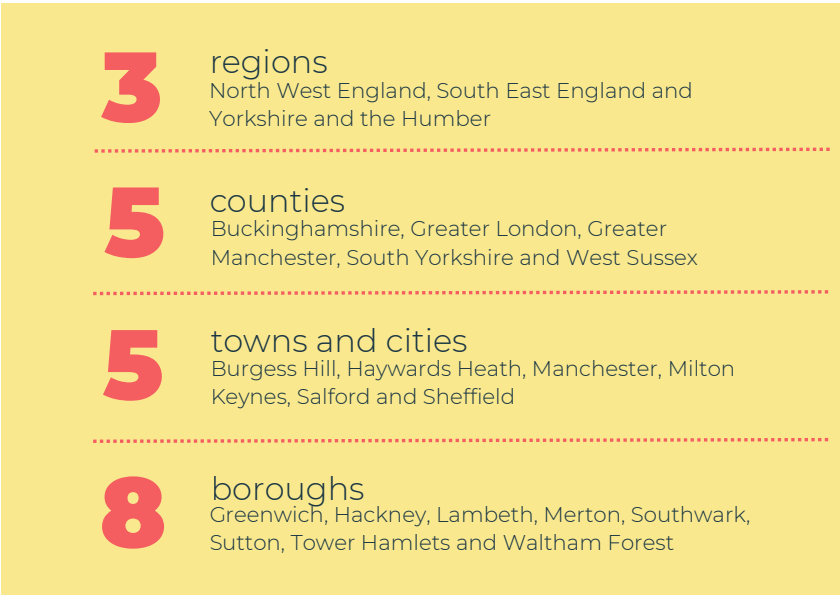 3
regions
North West England, South East England and
Yorkshire and the Humber
5
counties
Buckinghamshire, Greater London, Greater
Manchester, South Yorkshire and West Sussex
5
towns and cities
Burgess Hill, Haywards Heath, Manchester, Milton
Keynes, Salford and Sheffield
8
boroughs
Greenwich, Hackney, Lambeth, Merton, Southwark,
Sutton, Tower Hamlets and Waltham Forest